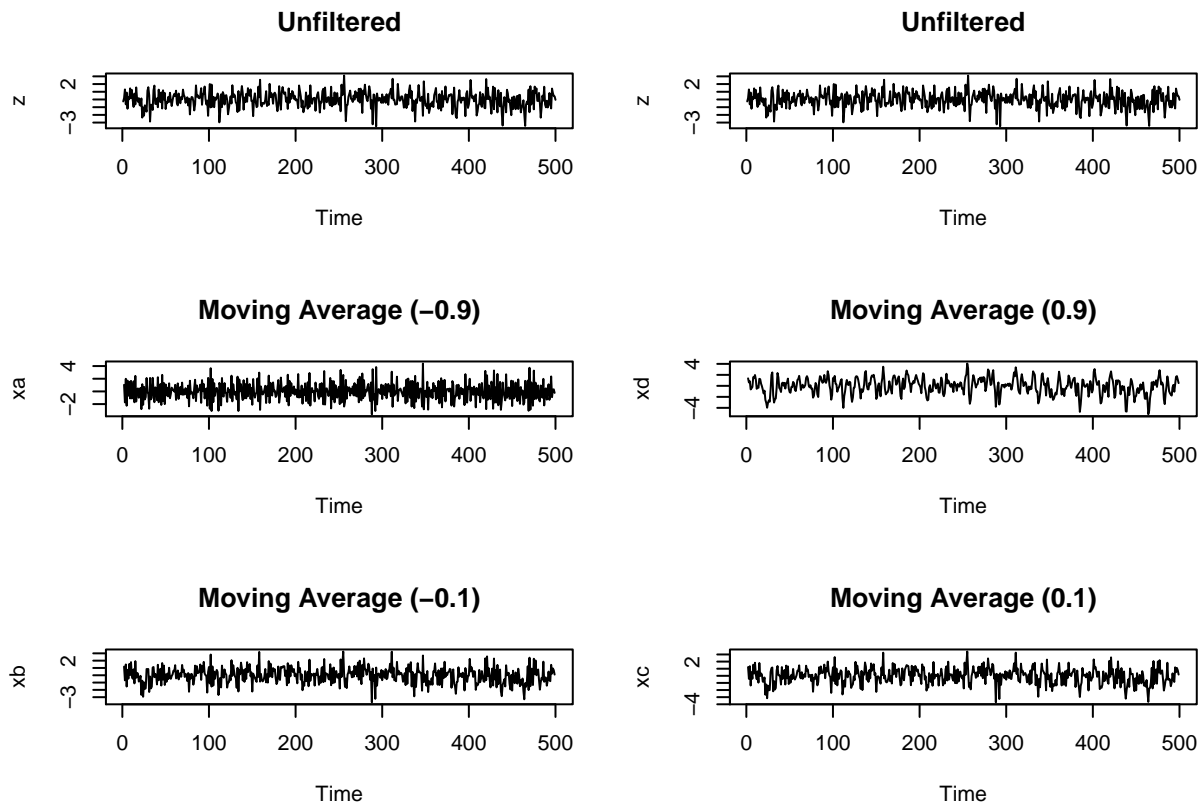 Unfiltered
z
2
−3
0 100 200 300 400 500
Time
Unfiltered
z
2
−3
0 100 200 300 400 500
Time
Moving Average (−0.9)
xa
4
−2
0 100 200 300 400 500
Time
Moving Average (0.9)
xd
4
−4
0 100 200 300 400 500
Time
Moving Average (−0.1)
xb
2
−3
0 100 200 300 400 500
Time
Moving Average (0.1)
xc
2
−4
0 100 200 300 400 500
Time